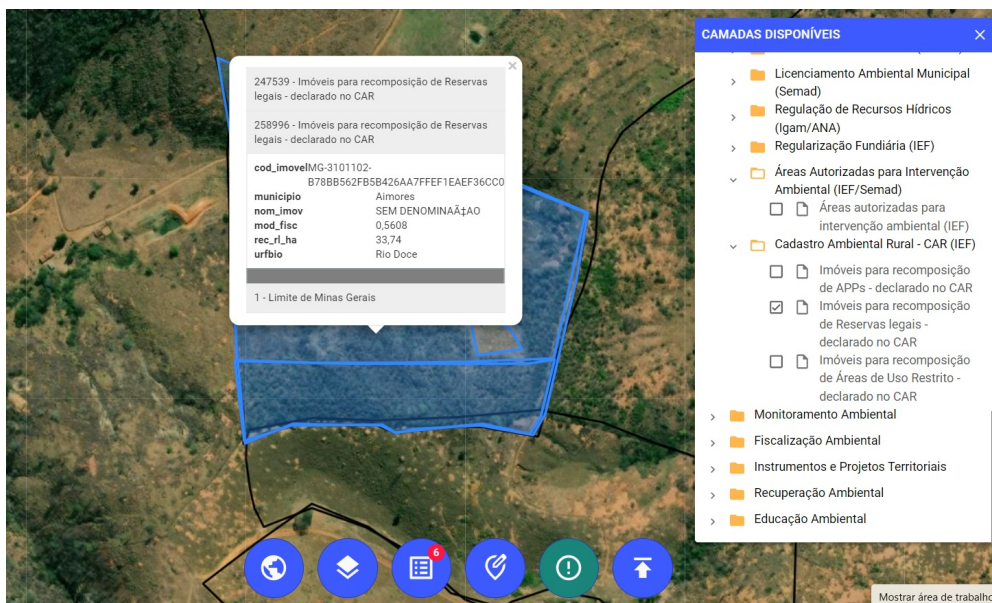 CAMADAS DISPONÍVEIS
Licenciamento Ambiental Municipal
(Semad)
Regulação de Recursos Hídricos
(Igam/ANA)
Regularização Fundiária (IEF)
Áreas Autorizadas para Intervenção
Ambiental (IEF/Semad)
Áreas autorizadas para
intervenção ambiental (IEF)
Cadastro Ambiental Rural - CAR (IEF)
Imóveis para recomposição
de APPs - declarado no CAR
Imóveis para recomposição
de Reservas legais -
declarado no CAR
Imóveis para recomposição
de Áreas de Uso Restrito -
declarado no CAR
Monitoramento Ambiental
Fiscalização Ambiental
Instrumentos e Projetos Territoriais
Recuperação Ambiental
Educação Ambiental
247539 - Imóveis para recomposição de Reservas
legais - declarado no CAR
258996 - Imóveis para recomposição de Reservas
legais - declarado no CAR
cod_imovel MG-3101102-
B78BB562FB5B426AA7FFEF1EAEF36CC0
municipio Aimores
nom_imov SEM DENOMINAÃ‡AO
mod_fisc 0,5608
rec_rl_ha 33,74
urfbio Rio Doce
1 - Limite de Minas Gerais
6
Mostrar área de trabalho